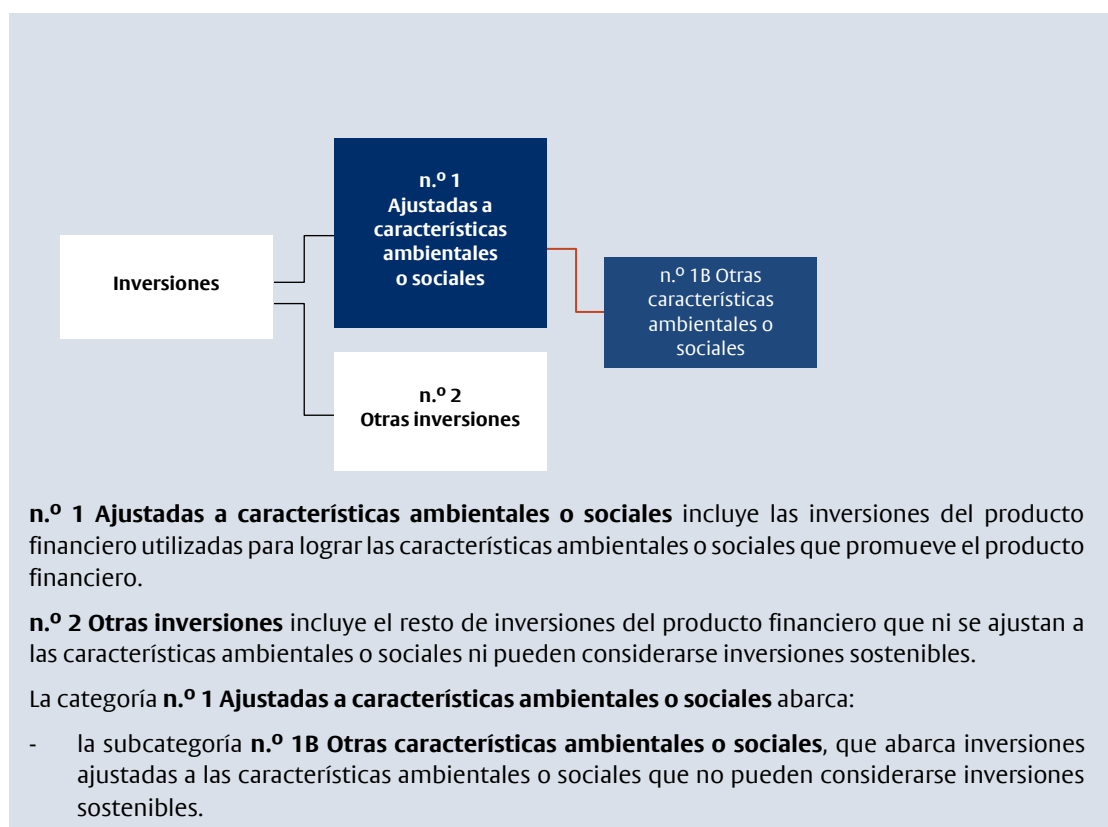 n.º 1
Ajustadas a
características
ambientales
o sociales
Inversiones
n.º 1B Otras
características
ambientales o
sociales
n.º 2
Otras inversiones
n.º 1 Ajustadas a características ambientales o sociales incluye las inversiones del producto
financiero utilizadas para lograr las características ambientales o sociales que promueve el producto
financiero.
n.º 2 Otras inversiones incluye el resto de inversiones del producto financiero que ni se ajustan a
las características ambientales o sociales ni pueden considerarse inversiones sostenibles.
La categoría n.º 1 Ajustadas a características ambientales o sociales abarca:
- la subcategoría n.º 1B Otras características ambientales o sociales, que abarca inversiones
ajustadas a las características ambientales o sociales que no pueden considerarse inversiones
sostenibles.